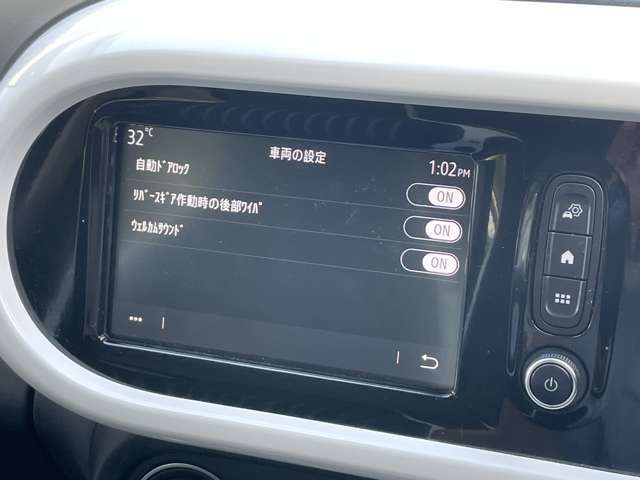 32℃
車両の設定
1:02PM
自動ﾄﾞｱﾛｯｸ
ON
ﾘﾊﾞｰｽｷﾞｱ作動時の後部ﾜｲﾊﾟ
ON
ｳｪﾙｶﾑｻｳﾝﾄﾞ
ON